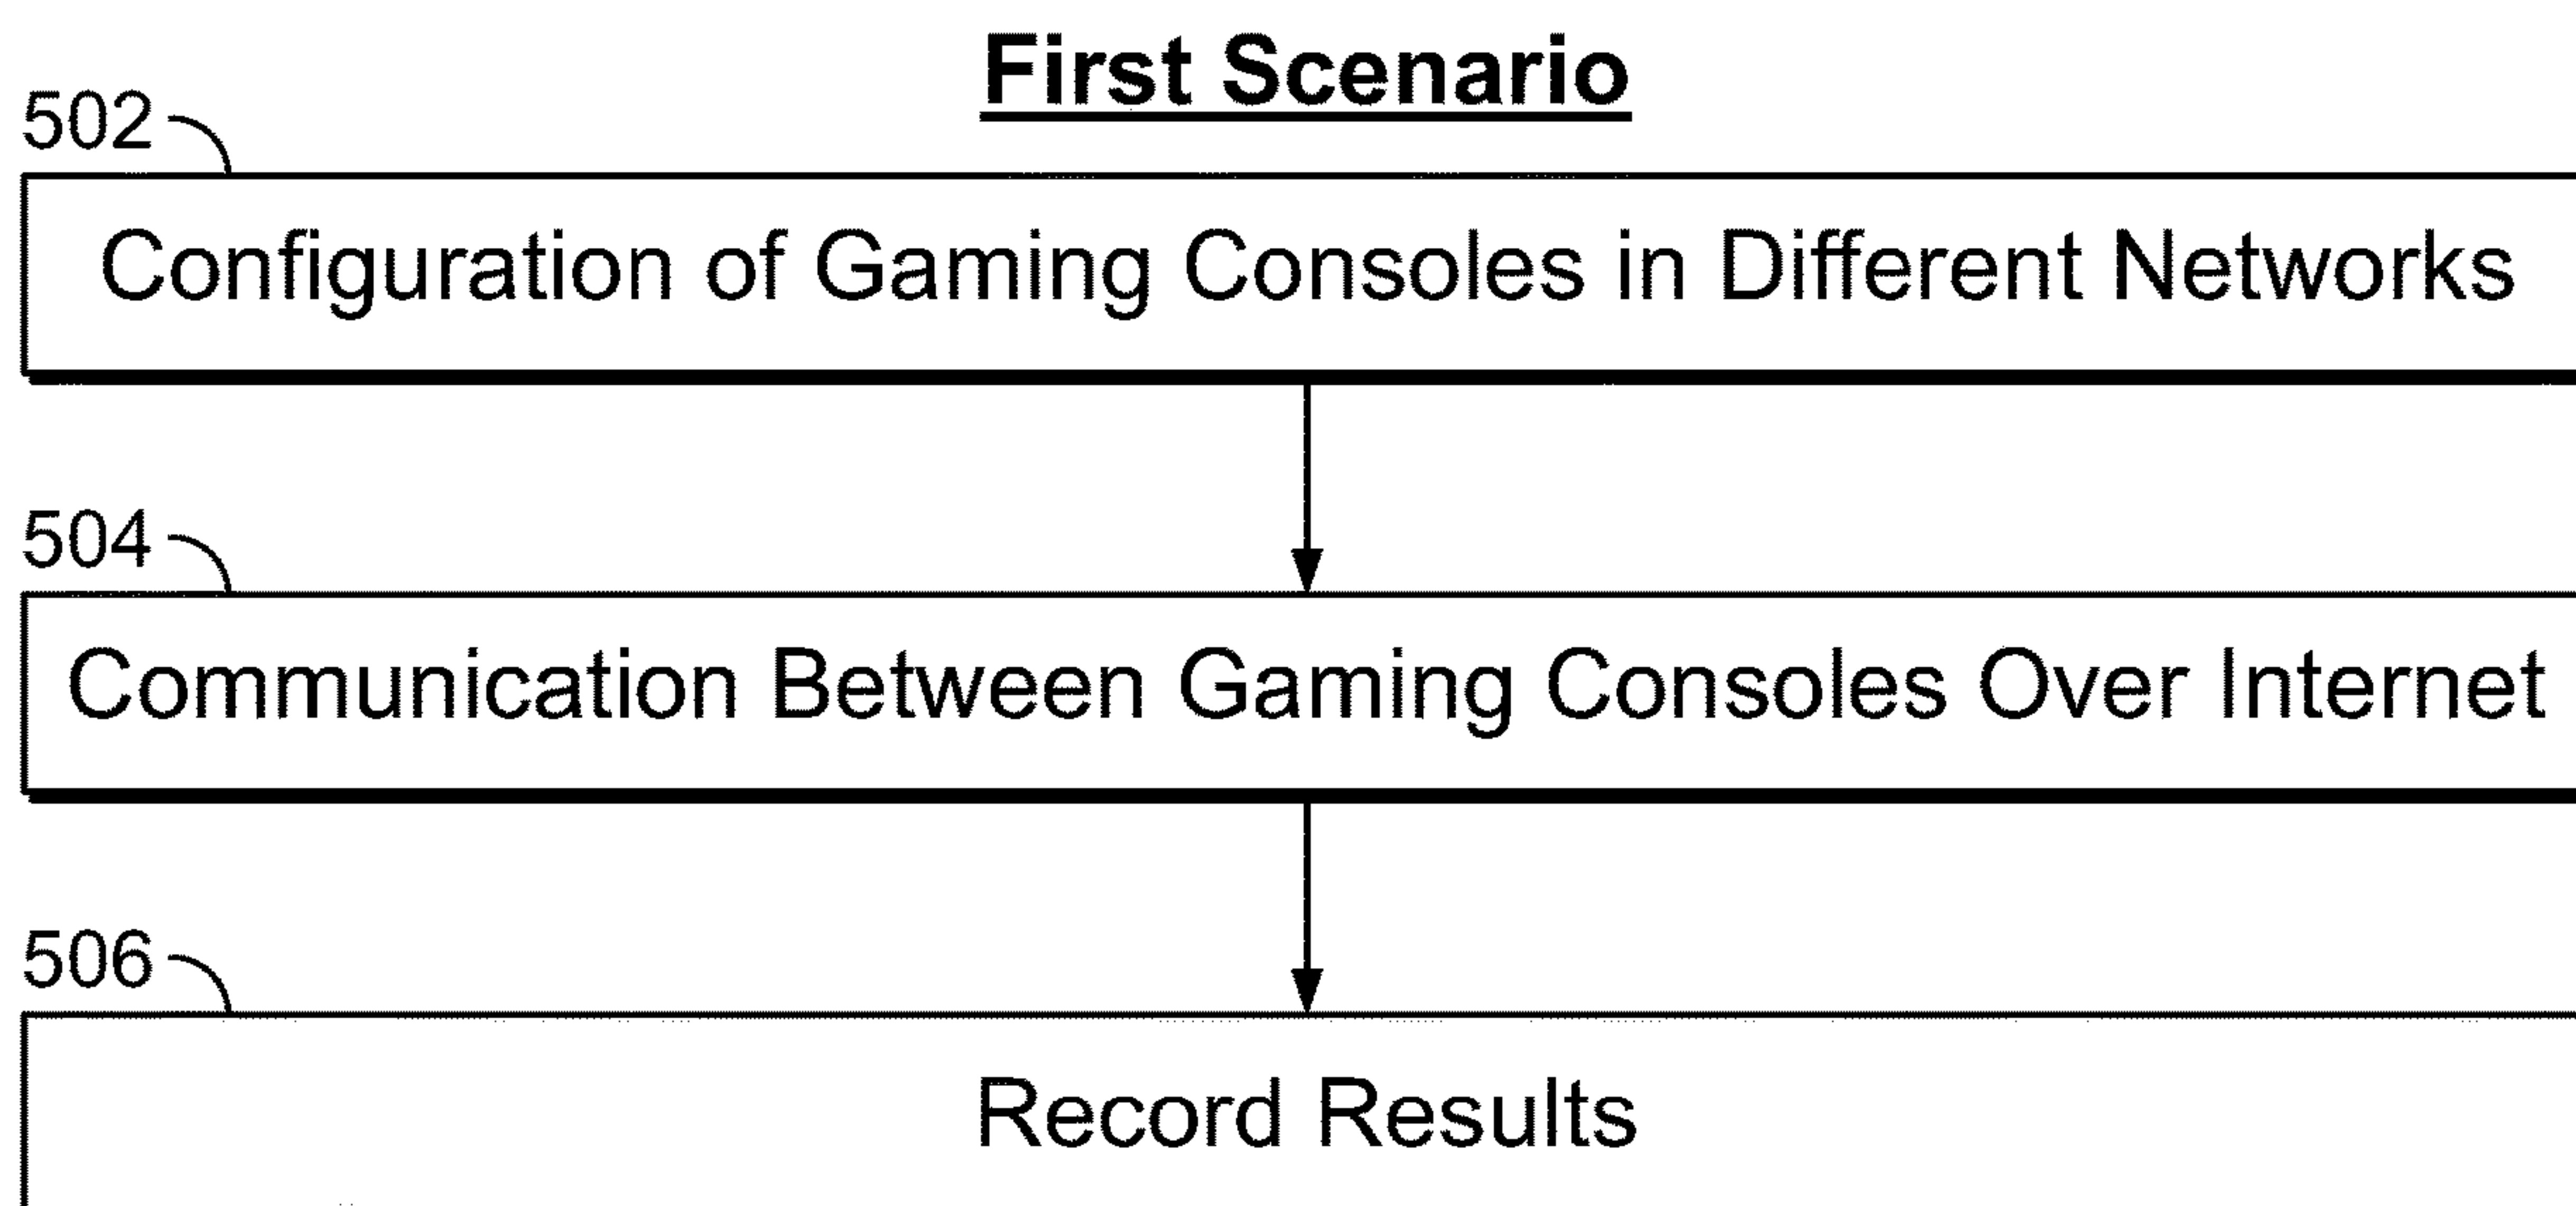 First Scenario
502
Configuration of Gaming Consoles in Different Networks
504
Communication Between Gaming Consoles Over Internet
506
Record Results